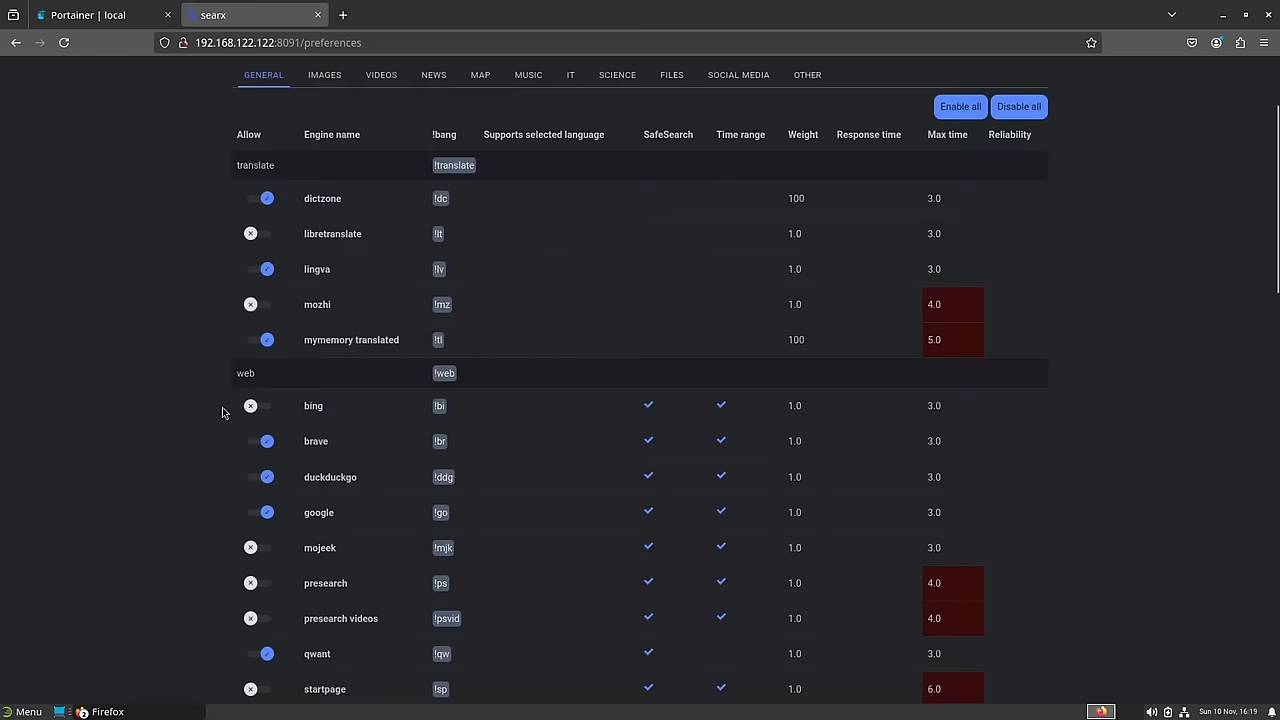 Portainer | local
searx
192.168.122.122:8091/preferences
GENERAL IMAGES VIDEOS NEWS MAP MUSIC IT SCIENCE FILES SOCIAL MEDIA OTHER
Enable all Disable all
Allow Engine name !bang Supports selected language SafeSearch Time range Weight Response time Max time Reliability
translate !translate
dictzone !dc 100 3.0
libretranslate !lt 1.0 3.0
lingva !lv 1.0 3.0
mozhi !mz 1.0 4.0
mymemory translated !tl 100 5.0
web !web
bing !bi 1.0 3.0
brave !br 1.0 3.0
duckduckgo !ddg 1.0 3.0
google !go 1.0 3.0
mojeek !mjk 1.0 3.0
presearch !ps 1.0 4.0
presearch videos !psvid 1.0 4.0
qwant !qw 1.0 3.0
startpage !sp 1.0 6.0
Menu Firefox Sun 10 Nov, 16:19